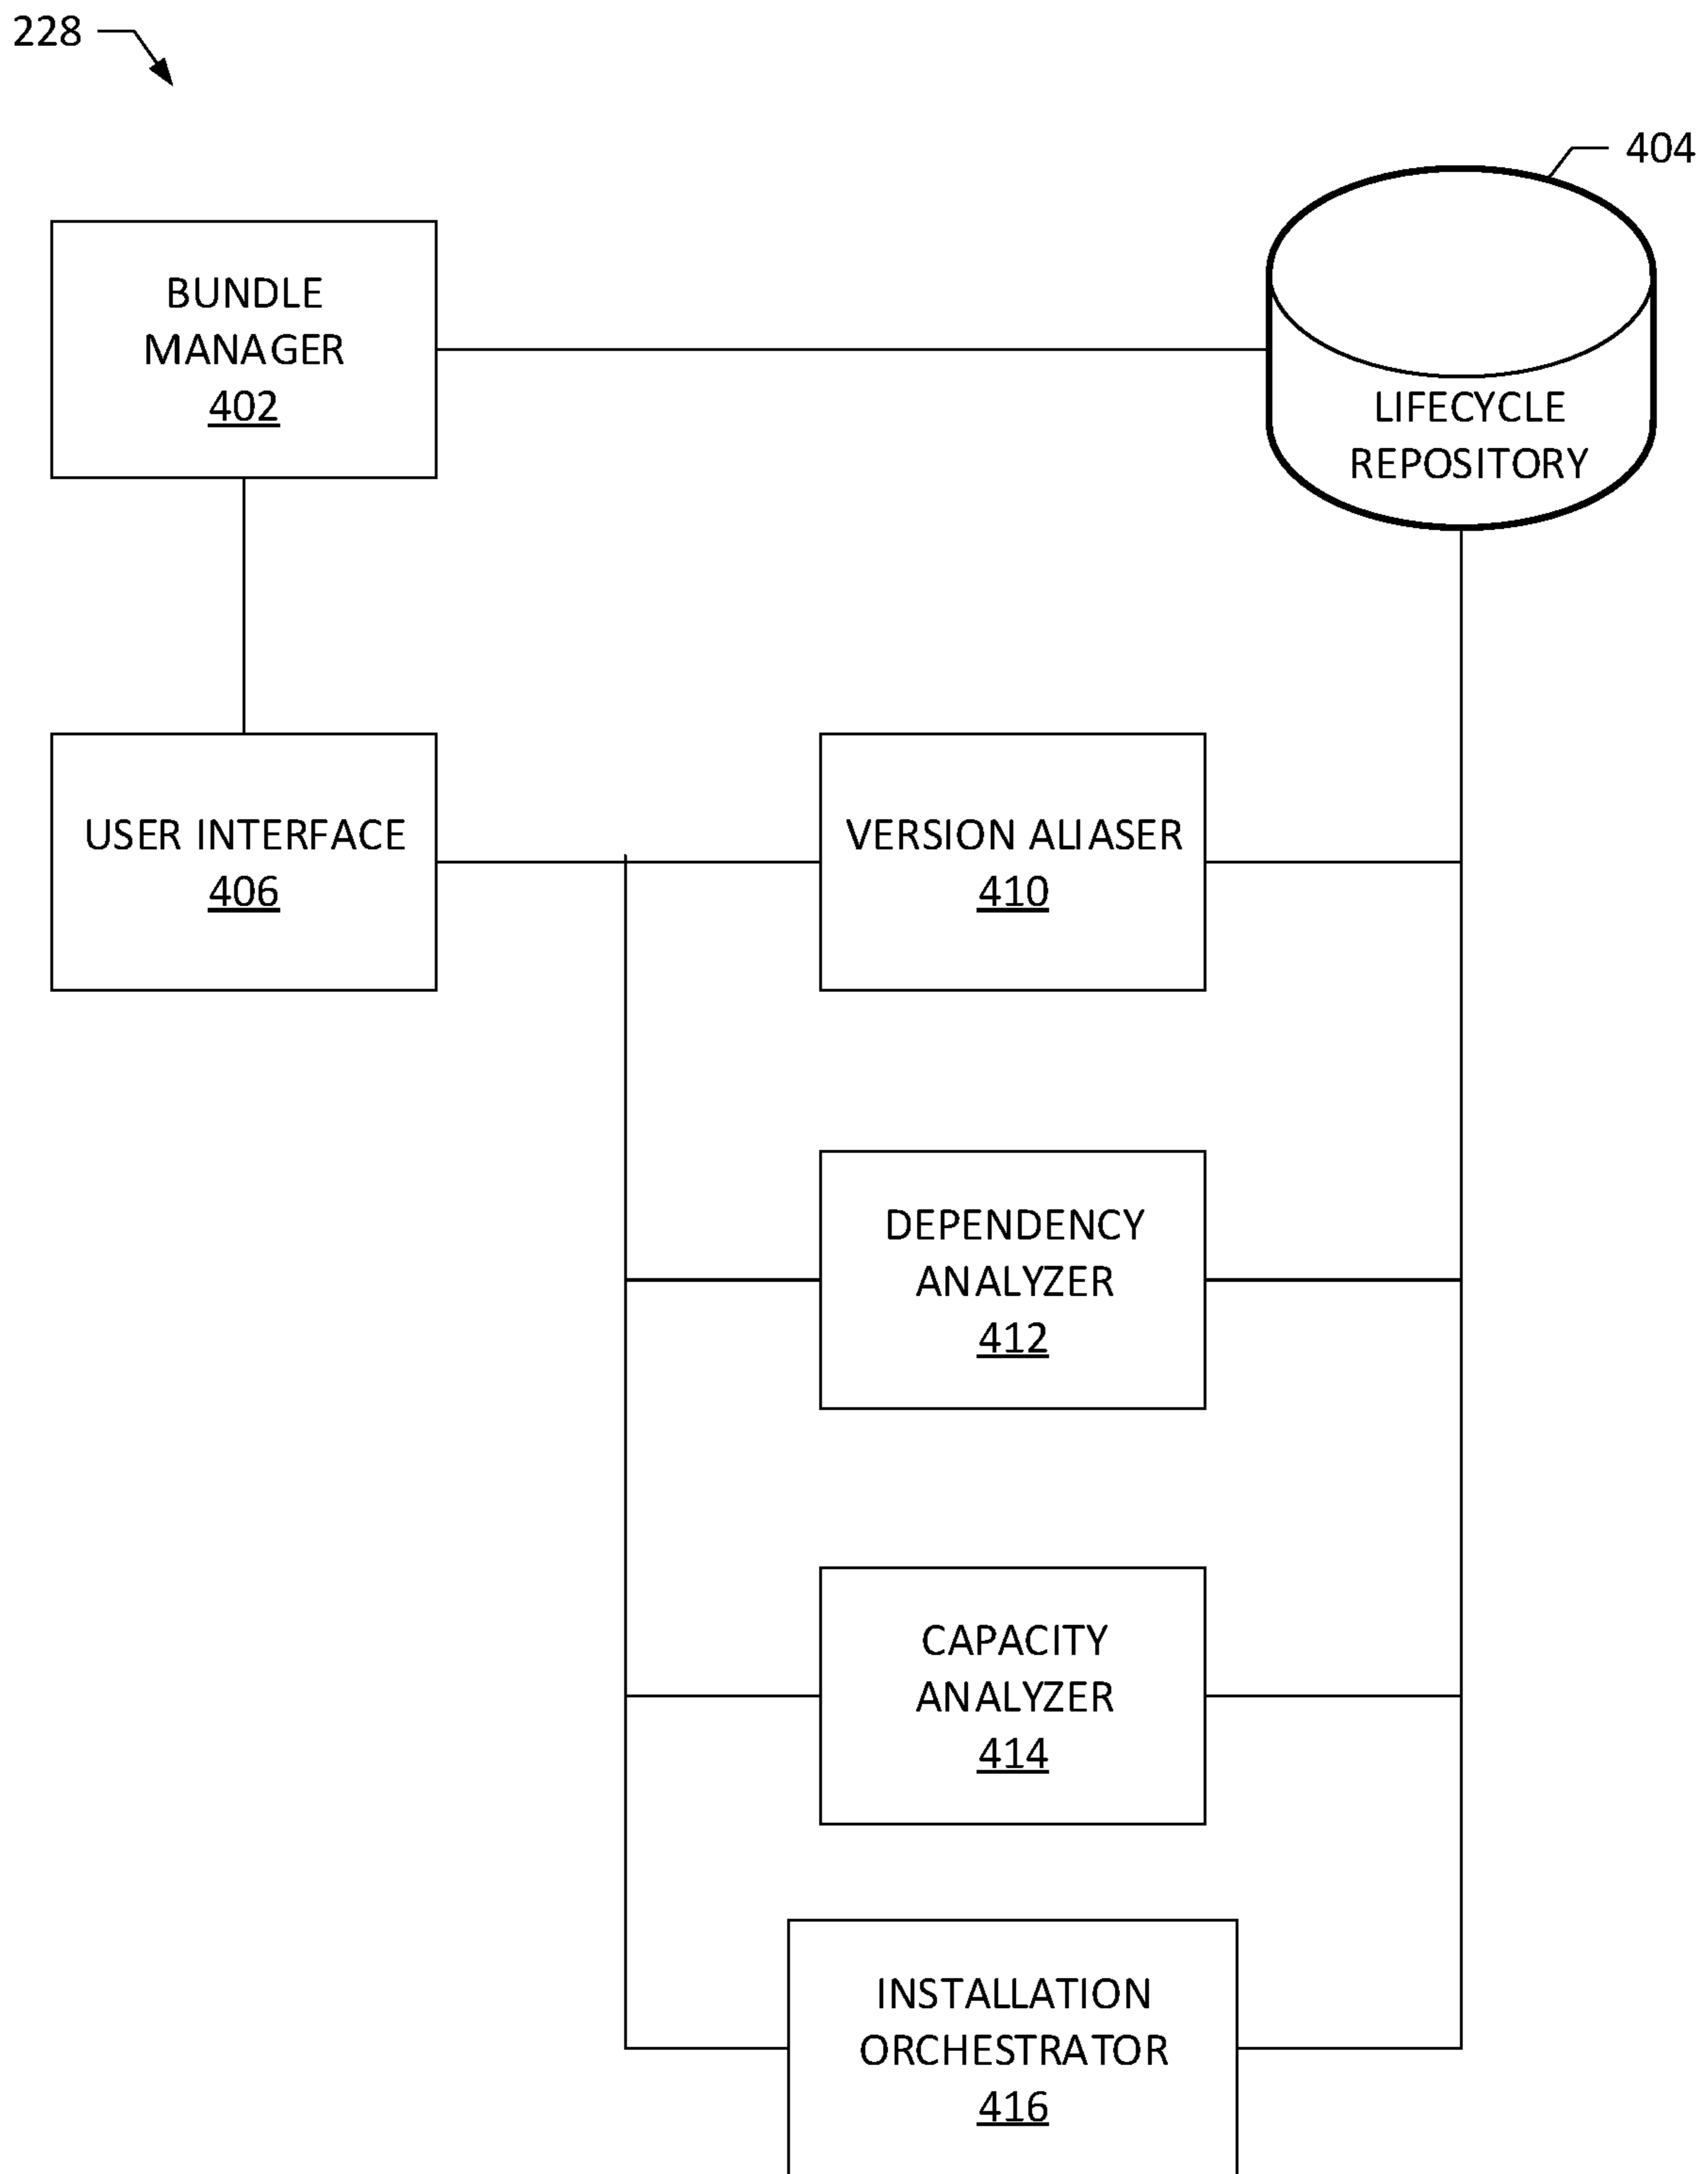 228
404
BUNDLE
MANAGER
402
LIFECYCLE
REPOSITORY
USER INTERFACE
406
VERSION ALIASER
410
DEPENDENCY
ANALYZER
412
CAPACITY
ANALYZER
414
INSTALLATION
ORCHESTRATOR
416